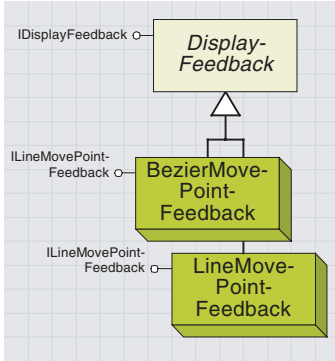 IDisplayFeedback
Display-
Feedback
ILineMovePoint-
Feedback
BezierMove-
Point-
Feedback
ILineMovePoint-
Feedback
LineMove-
Point-
Feedback